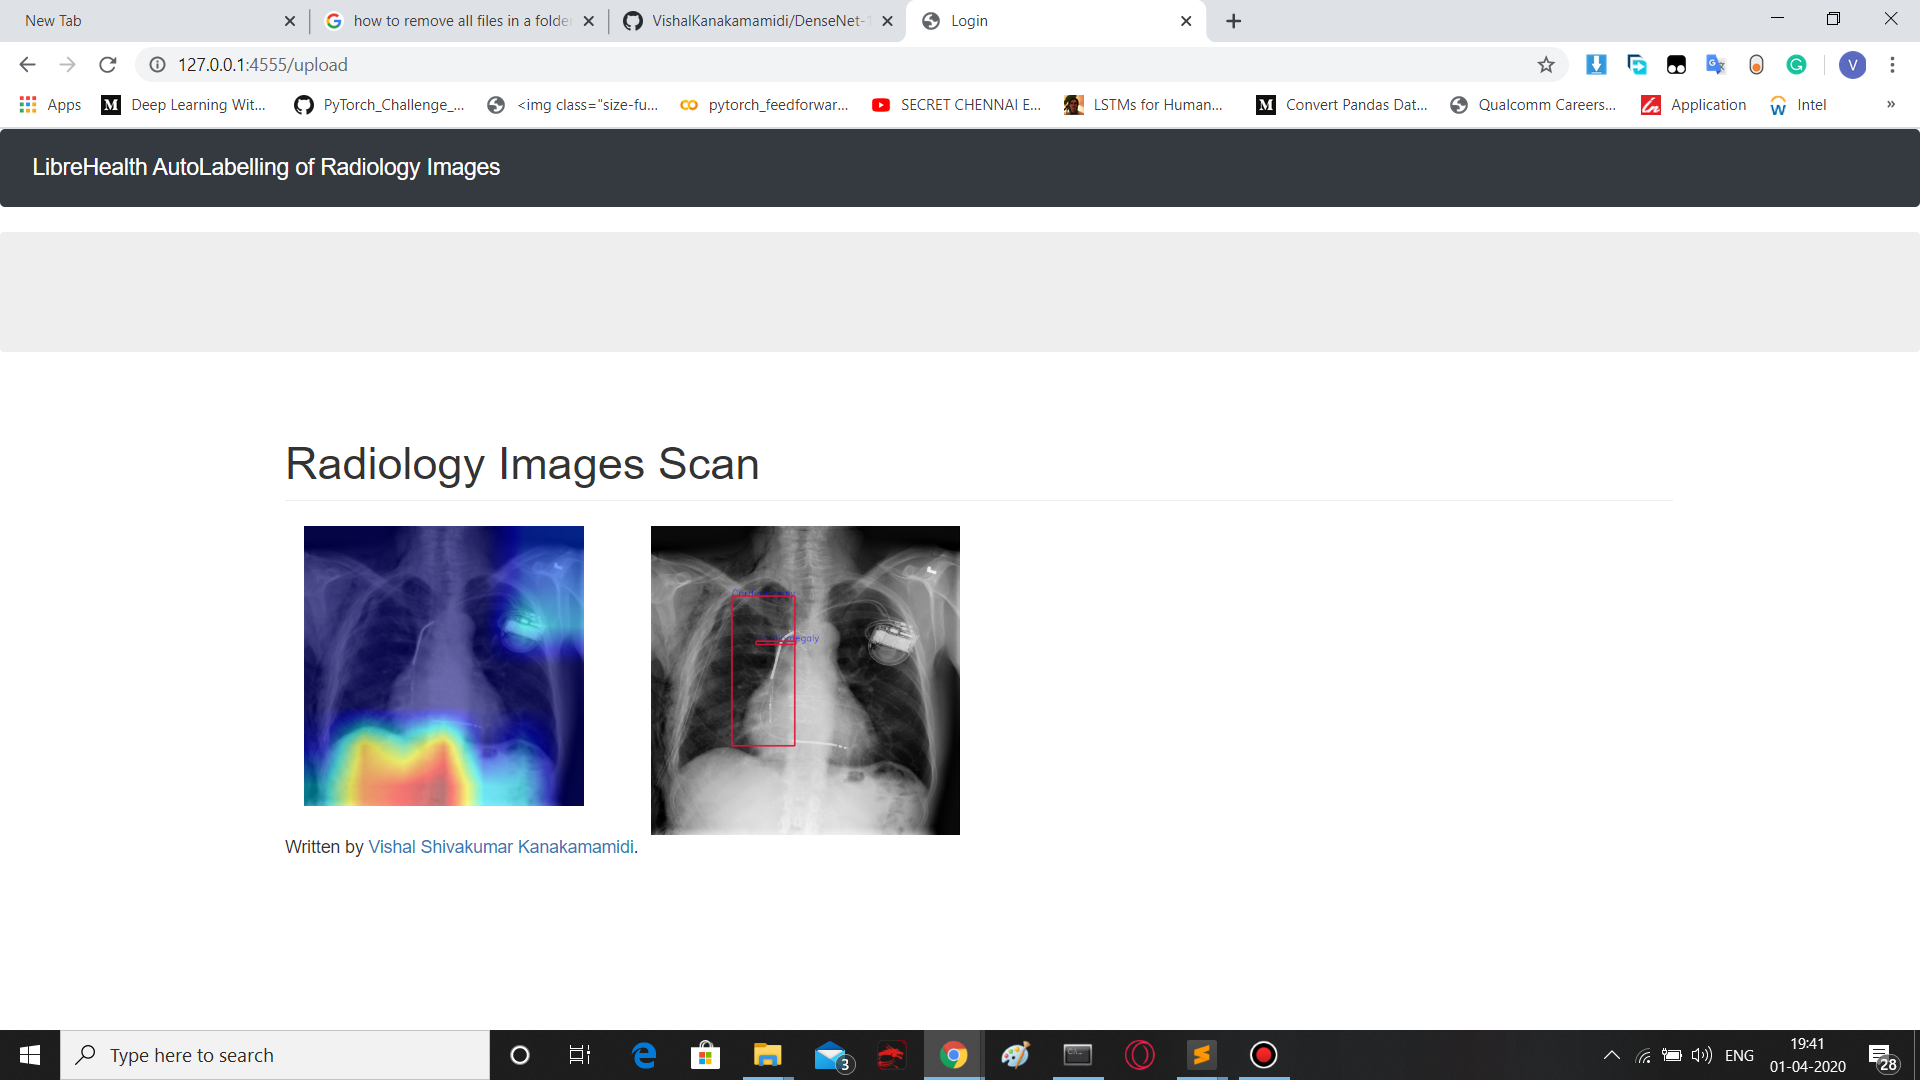 New Tab
how to remove all files in a folde
VishalKanakamamidi/DenseNet-1
Login
127.0.0.1:4555/upload
V
Apps
Deep Learning Wit...
PyTorch_Challenge_...
<img class="size-fu...
pytorch_feedforwar...
SECRET CHENNAI E...
LSTMs for Human...
Convert Pandas Dat...
Qualcomm Careers...
Application
Intel
»
LibreHealth AutoLabelling of Radiology Images
Radiology Images Scan
Written by Vishal Shivakumar Kanakamamidi.
Type here to search
3
ENG
19:41
01-04-2020
28